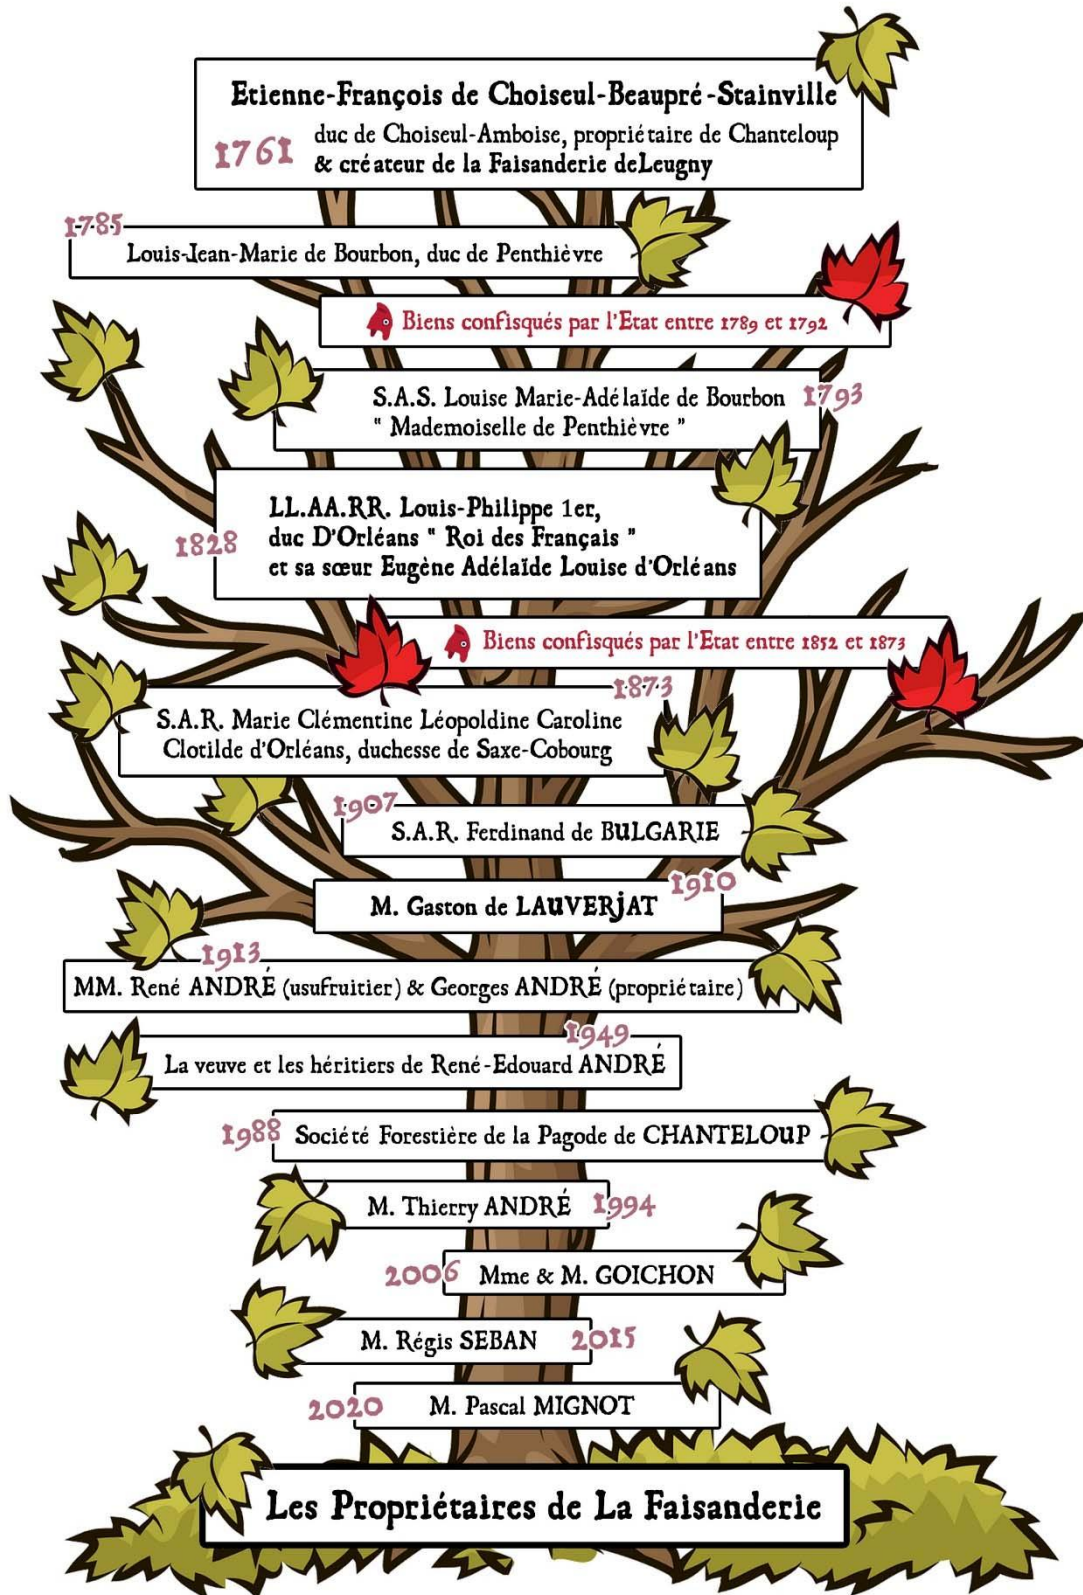 Etienne-François de Choiseul-Beaupré-Stainville
1761
duc de Choiseul-Amboise, propriétaire de Chanteloup
& créateur de la Faisanderie deLeugny
1785
Louis-Jean-Marie de Bourbon, duc de Penthièvre
Biens confisqués par l'Etat entre 1789 et 1792
S.A.S. Louise Marie-Adélaïde de Bourbon
1793
" Mademoiselle de Penthièvre "
LL.AA.RR. Louis-Philippe 1er,
1828
duc D'Orléans " Roi des Français "
et sa sœur Eugène Adélaïde Louise d'Orléans
Biens confisqués par l'Etat entre 1852 et 1873
1873
S.A.R. Marie Clémentine Léopoldine Caroline
Clotilde d'Orléans, duchesse de Saxe-Cobourg
1907
S.A.R. Ferdinand de BULGARIE
1910
M. Gaston de LAUVERJAT
1913
MM. René ANDRÉ (usufruitier) & Georges ANDRÉ (propriétaire)
1949
La veuve et les héritiers de René-Edouard ANDRÉ
1988 Société Forestière de la Pagode de CHANTELOUP
M. Thierry ANDRÉ 1994
2006 Mme & M. GOICHON
M. Régis SEBAN 2015
2020 M. Pascal MIGNOT
Les Propriétaires de La Faisanderie